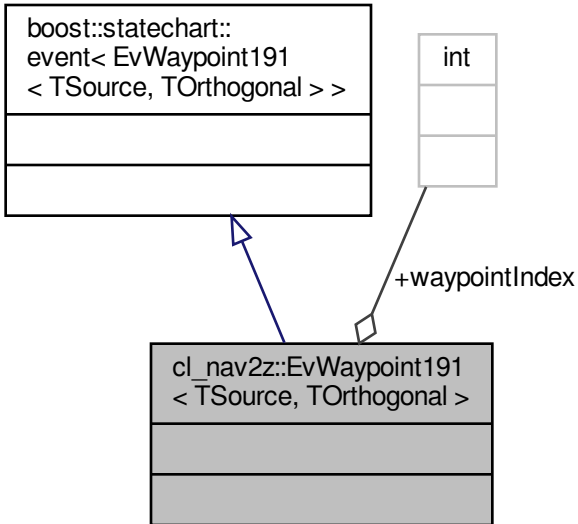 boost::statechart::
event< EvWaypoint191
< TSource, TOrthogonal > >
int
+waypointIndex
cl_nav2z::EvWaypoint191
< TSource, TOrthogonal >